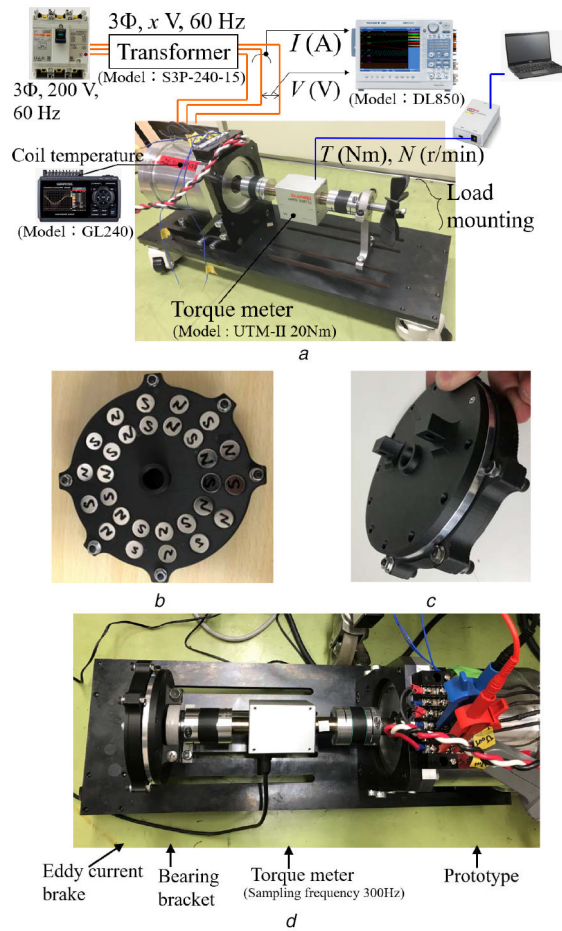 3Φ, x V, 60 Hz
Transformer
(Model：S3P-240-15)
I (A)
V (V)
(Model：DL850)
3Φ, 200 V,
60 Hz
T (Nm), N (r/min)
Coil temperature
(Model：GL240)
Load
mounting
Torque meter
(Model : UTM-II 20Nm)
a
b
c
Eddy current
brake
Bearing
bracket
Torque meter
(Sampling frequency 300Hz)
Prototype
d